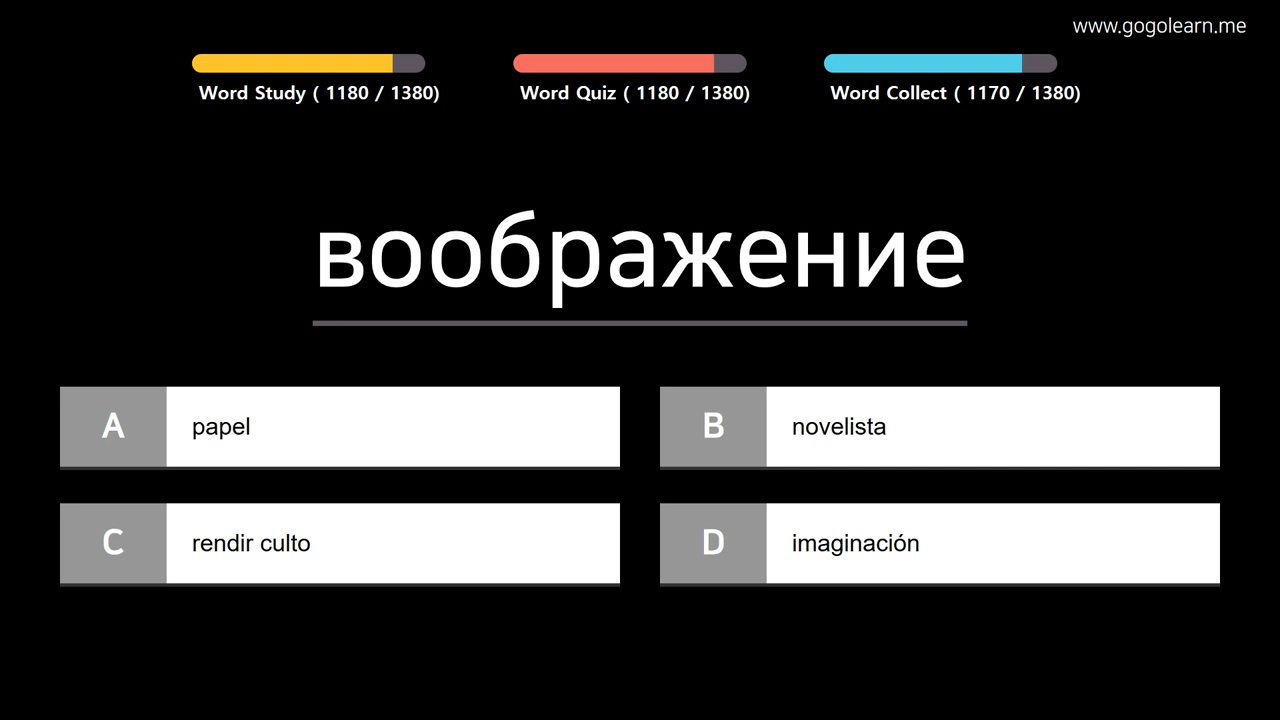 www.gogolearn.me
Word Study ( 1180 / 1380)
Word Quiz ( 1180 / 1380)
Word Collect ( 1170 / 1380)
воображение
A papel
B novelista
C rendir culto
D imaginación